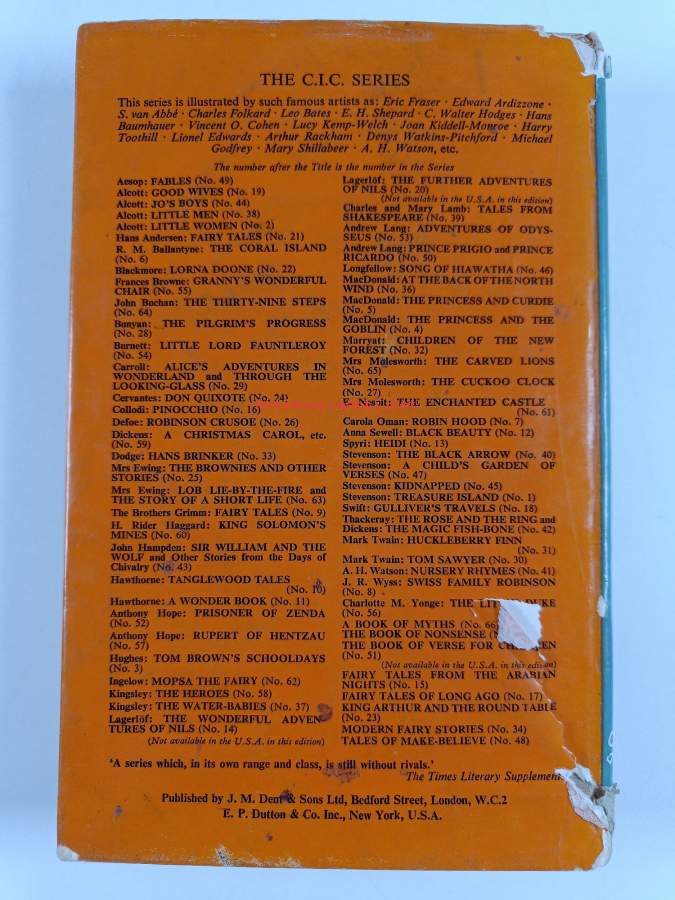 THE C.I.C. SERIES
This series is illustrated by such famous artists as: Eric Fraser · Edward Ardizzone ·
S. van Abbé · Charles Folkard · Leo Bates · E. H. Shepard · C. Walter Hodges · Hans
Baumhauer · Vincent O. Cohen · Lucy Kemp-Welch · Joan Kiddell-Monroe · Harry
Toothill · Lionel Edwards · Arthur Rackham · Denys Watkins-Pitchford · Michael
Godfrey · Mary Shillabeer · A. H. Watson, etc.
The number after the Title is the number in the Series
Aesop: FABLES (No. 49)
Alcott: GOOD WIVES (No. 19)
Alcott: JO'S BOYS (No. 44)
Alcott: LITTLE MEN (No. 38)
Alcott: LITTLE WOMEN (No. 2)
Hans Andersen: FAIRY TALES (No. 21)
R. M. Ballantyne: THE CORAL ISLAND
(No. 6)
Blackmore: LORNA DOONE (No. 22)
Frances Browne: GRANNY'S WONDERFUL
CHAIR (No. 55)
John Buchan: THE THIRTY-NINE STEPS
(No. 64)
Bunyan: THE PILGRIM'S PROGRESS
(No. 28)
Burnett: LITTLE LORD FAUNTLEROY
(No. 54)
Carroll: ALICE'S ADVENTURES IN
WONDERLAND and THROUGH THE
LOOKING-GLASS (No. 29)
Cervantes: DON QUIXOTE (No. 24)
Collodi: PINOCCHIO (No. 16)
Defoe: ROBINSON CRUSOE (No. 26)
Dickens: A CHRISTMAS CAROL, etc.
(No. 59)
Dodge: HANS BRINKER (No. 33)
Mrs Ewing: THE BROWNIES AND OTHER
STORIES (No. 25)
Mrs Ewing: LOB LIE-BY-THE-FIRE and
THE STORY OF A SHORT LIFE (No. 63)
The Brothers Grimm: FAIRY TALES (No. 9)
H. Rider Haggard: KING SOLOMON'S
MINES (No. 60)
John Hampden: SIR WILLIAM AND THE
WOLF and Other Stories from the Days of
Chivalry (No. 43)
Hawthorne: TANGLEWOOD TALES
(No. 10)
Hawthorne: A WONDER BOOK (No. 11)
Anthony Hope: PRISONER OF ZENDA
(No. 52)
Anthony Hope: RUPERT OF HENTZAU
(No. 57)
Hughes: TOM BROWN'S SCHOOLDAYS
(No. 3)
Ingelow: MOPSA THE FAIRY (No. 62)
Kingsley: THE HEROES (No. 58)
Kingsley: THE WATER-BABIES (No. 37)
Lagerlöf: THE WONDERFUL ADVEN-
TURES OF NILS (No. 14)
(Not available in the U.S.A. in this edition)
Lagerlöf: THE FURTHER ADVENTURES
OF NILS (No. 20)
(Not available in the U.S.A. in this edition)
Charles and Mary Lamb: TALES FROM
SHAKESPEARE (No. 39)
Andrew Lang: ADVENTURES OF ODYS-
SEUS (No. 53)
Andrew Lang: PRINCE PRIGIO and PRINCE
RICARDO (No. 50)
Longfellow: SONG OF HIAWATHA (No. 46)
MacDonald: AT THE BACK OF THE NORTH
WIND (No. 36)
MacDonald: THE PRINCESS AND CURDIE
(No. 5)
MacDonald: THE PRINCESS AND THE
GOBLIN (No. 4)
Marryat: CHILDREN OF THE NEW
FOREST (No. 32)
Mrs Molesworth: THE CARVED LIONS
(No. 65)
Mrs Molesworth: THE CUCKOO CLOCK
(No. 27)
E. Nesbit: THE ENCHANTED CASTLE
(No. 61)
Carola Oman: ROBIN HOOD (No. 7)
Anna Sewell: BLACK BEAUTY (No. 12)
Spyri: HEIDI (No. 13)
Stevenson: THE BLACK ARROW (No. 40)
Stevenson: A CHILD'S GARDEN OF
VERSES (No. 47)
Stevenson: KIDNAPPED (No. 45)
Stevenson: TREASURE ISLAND (No. 1)
Swift: GULLIVER'S TRAVELS (No. 18)
Thackeray: THE ROSE AND THE RING and
Dickens: THE MAGIC FISH-BONE (No. 42)
Mark Twain: HUCKLEBERRY FINN
(No. 31)
Mark Twain: TOM SAWYER (No. 30)
A. H. Watson: NURSERY RHYMES (No. 41)
J. R. Wyss: SWISS FAMILY ROBINSON
(No. 8)
Charlotte M. Yonge: THE DUKE
(No. 56)
A BOOK OF MYTHS (No. 66)
THE BOOK OF NONSENSE
THE BOOK OF VERSE FOR
(No. 51)
(Not available in the U.S.A. in this edition)
FAIRY TALES FROM THE ARABIAN
NIGHTS (No. 15)
FAIRY TALES OF LONG AGO (No. 17)
KING ARTHUR AND THE ROUND TABLE
(No. 23)
MODERN FAIRY STORIES (No. 34)
TALES OF MAKE-BELIEVE (No. 48)
'A series which, in its own range and class, is still without rivals.'
The Times Literary Supplement
Published by J. M. Dent & Sons Ltd, Bedford Street, London, W.C.2
E. P. Dutton & Co. Inc., New York, U.S.A.